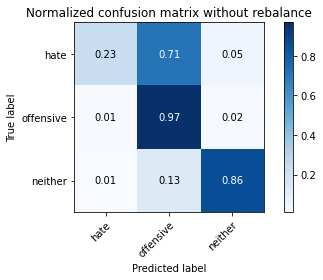 Normalized confusion matrix without rebalance
True label
hate 0.23 0.71 0.05
offensive 0.01 0.97 0.02
neither 0.01 0.13 0.86
hate offensive neither
Predicted label
0.8
0.6
0.4
0.2